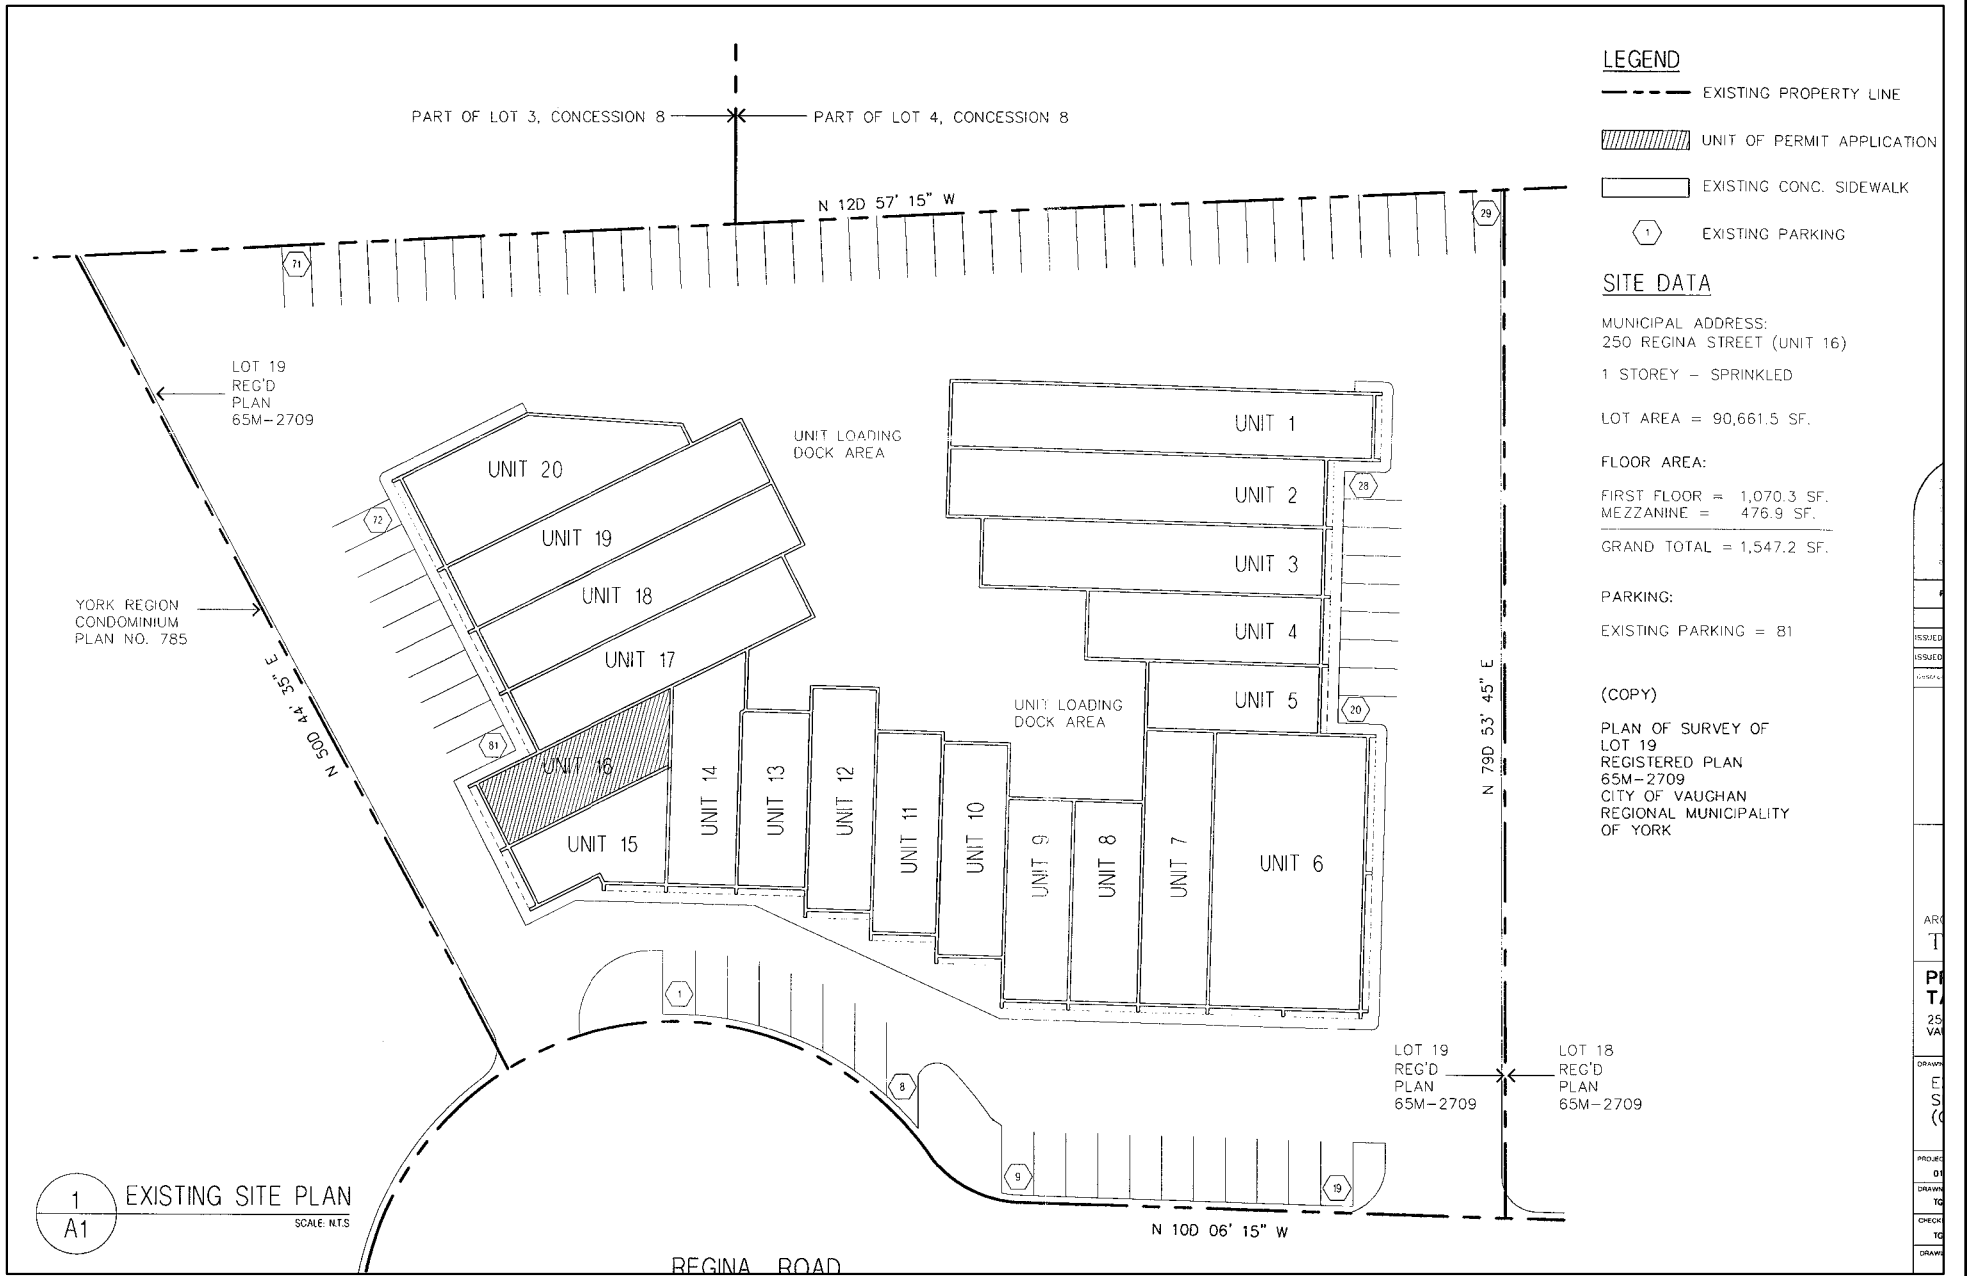 LEGEND
EXISTING PROPERTY LINE
UNIT OF PERMIT APPLICATION
EXISTING CONC. SIDEWALK
1
EXISTING PARKING
SITE DATA
MUNICIPAL ADDRESS:
250 REGINA STREET (UNIT 16)
1 STOREY – SPRINKLED
LOT AREA = 90,661.5 SF.
FLOOR AREA:
FIRST FLOOR = 1,070.3 SF.
MEZZANINE = 476.9 SF.
GRAND TOTAL = 1,547.2 SF.
PARKING:
EXISTING PARKING = 81
(COPY)
PLAN OF SURVEY OF
LOT 19
REGISTERED PLAN
65M–2709
CITY OF VAUGHAN
REGIONAL MUNICIPALITY
OF YORK
PART OF LOT 3, CONCESSION 8
PART OF LOT 4, CONCESSION 8
N 12D 57' 15" W
29
71
LOT 19
REG'D
PLAN
65M–2709
UNIT LOADING
DOCK AREA
UNIT 1
UNIT 2
28
UNIT 3
UNIT 4
UNIT 5
20
UNIT 20
72
UNIT 19
UNIT 18
UNIT 17
81
UNIT 16
UNIT 15
YORK REGION
CONDOMINIUM
PLAN NO. 785
N 50D 44' 35" E
UNIT LOADING
DOCK AREA
N 79D 53' 45" E
UNIT 14
UNIT 13
UNIT 12
UNIT 11
UNIT 10
UNIT 9
UNIT 8
UNIT 7
UNIT 6
1
8
9
19
LOT 19
REG'D
PLAN
65M–2709
LOT 18
REG'D
PLAN
65M–2709
N 10D 06' 15" W
1
A1
EXISTING SITE PLAN
SCALE: N.T.S
REGINA ROAD
ISSUED
ISSUED